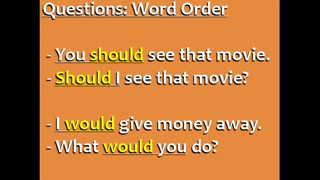 Questions: Word Order
- You should see that movie.
- Should I see that movie?
- I would give money away.
- What would you do?